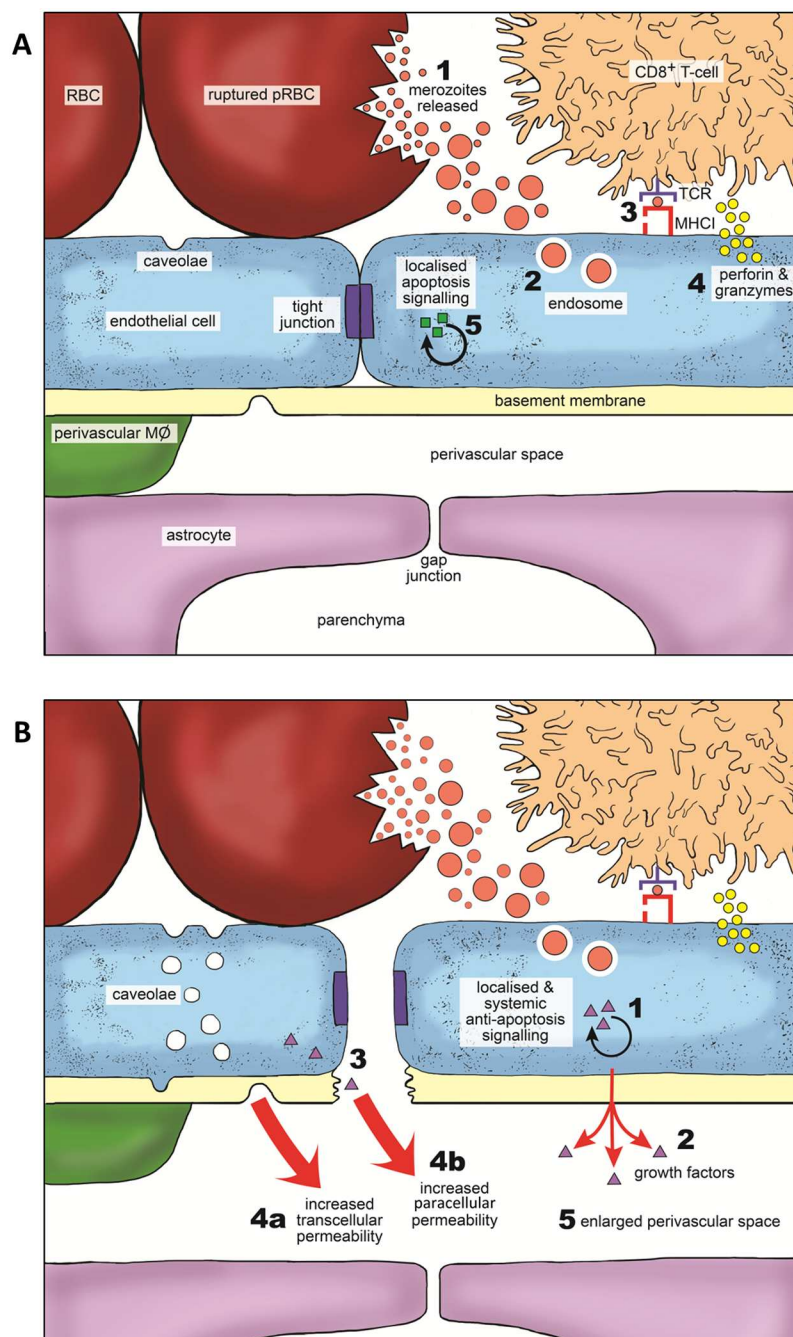 A
RBC
ruptured pRBC
1
merozoites
released
CD8+ T-cell
TCR
3
MHCI
caveolae
endothelial cell
tight
junction
localised
apoptosis
signalling
5
2
endosome
4
perforin &
granzymes
basement membrane
perivascular MØ
perivascular space
astrocyte
gap
junction
parenchyma
B
caveolae
localised &
systemic
anti-apoptosis
signalling
1
3
2
growth factors
4a
increased
transcellular
permeability
4b
increased
paracellular
permeability
5 enlarged perivascular space